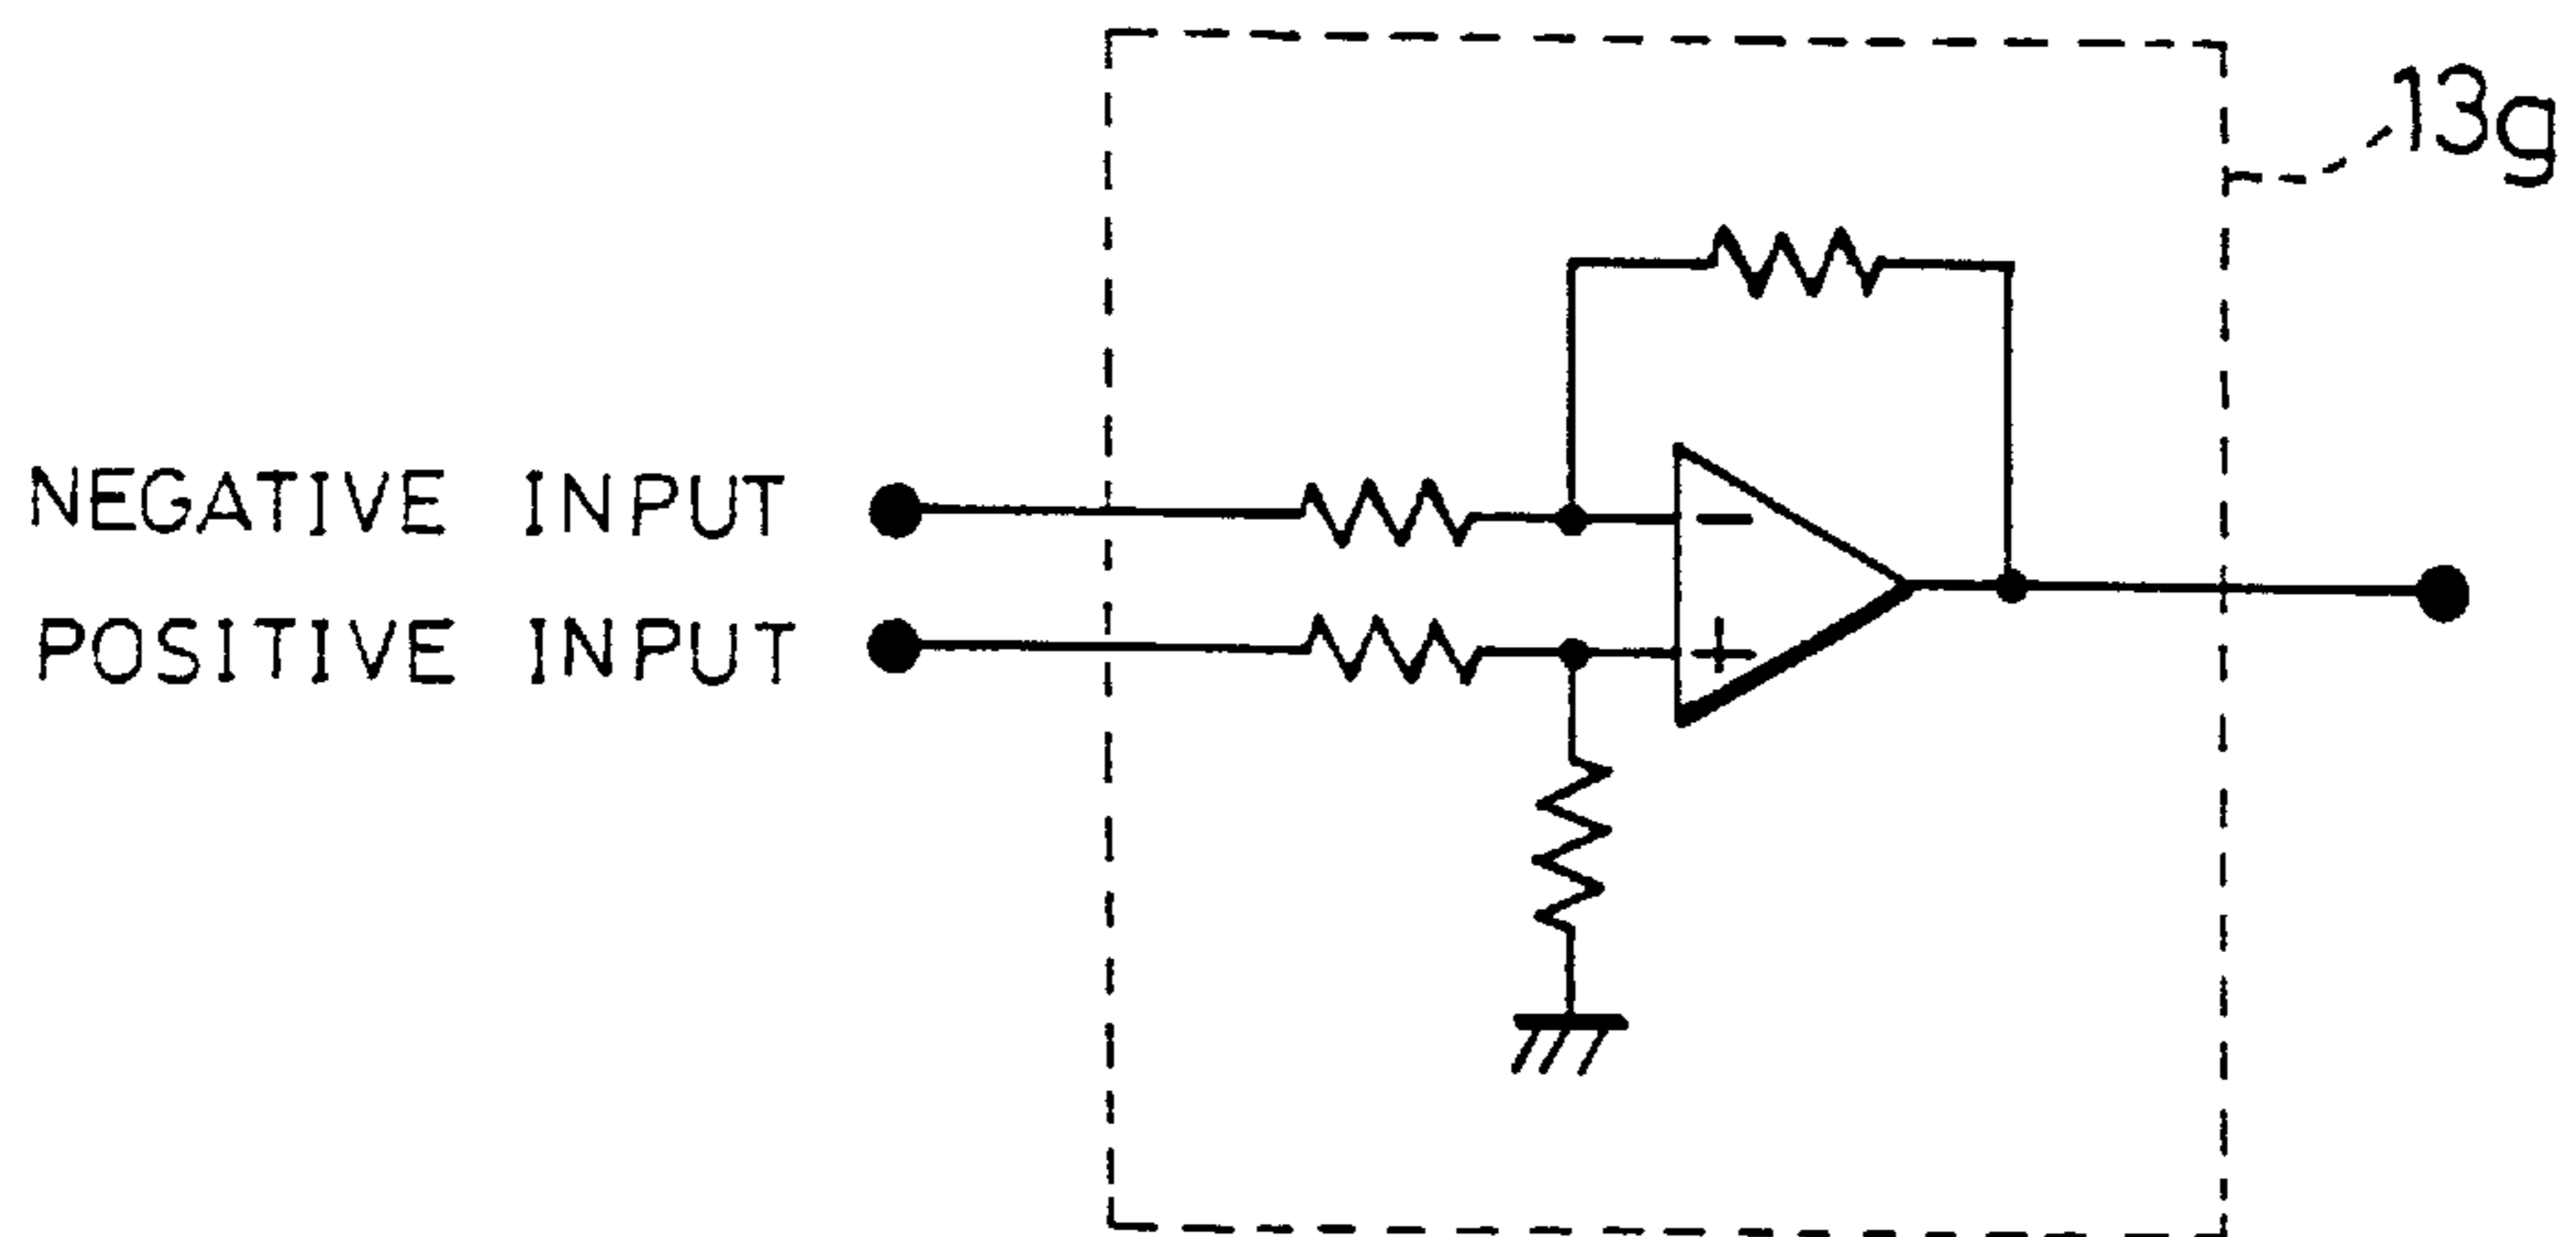 13g
NEGATIVE INPUT
POSITIVE INPUT
−
+